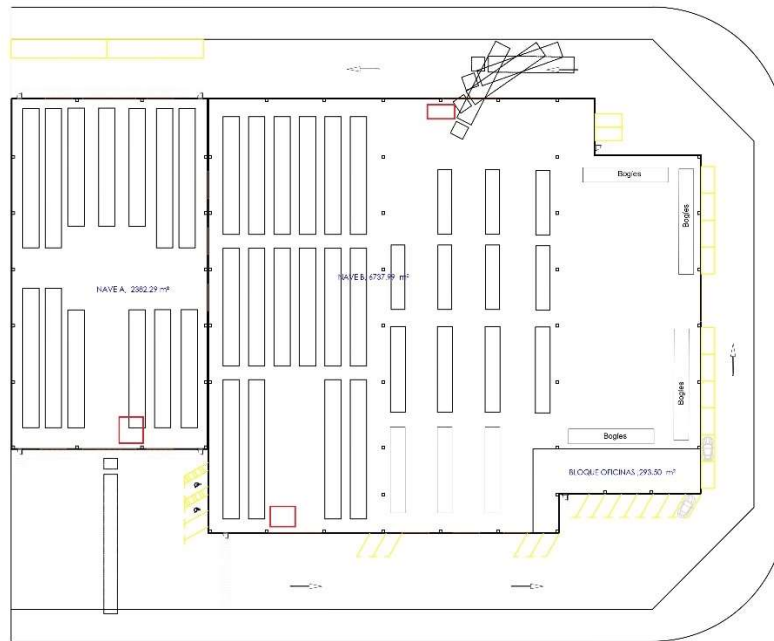 Bogies
Bogies
NAVE B, 6737.99 m²
NAVE A, 2382.29 m²
Bogies
Bogies
BLOQUE OFICINAS ,293.50 m²